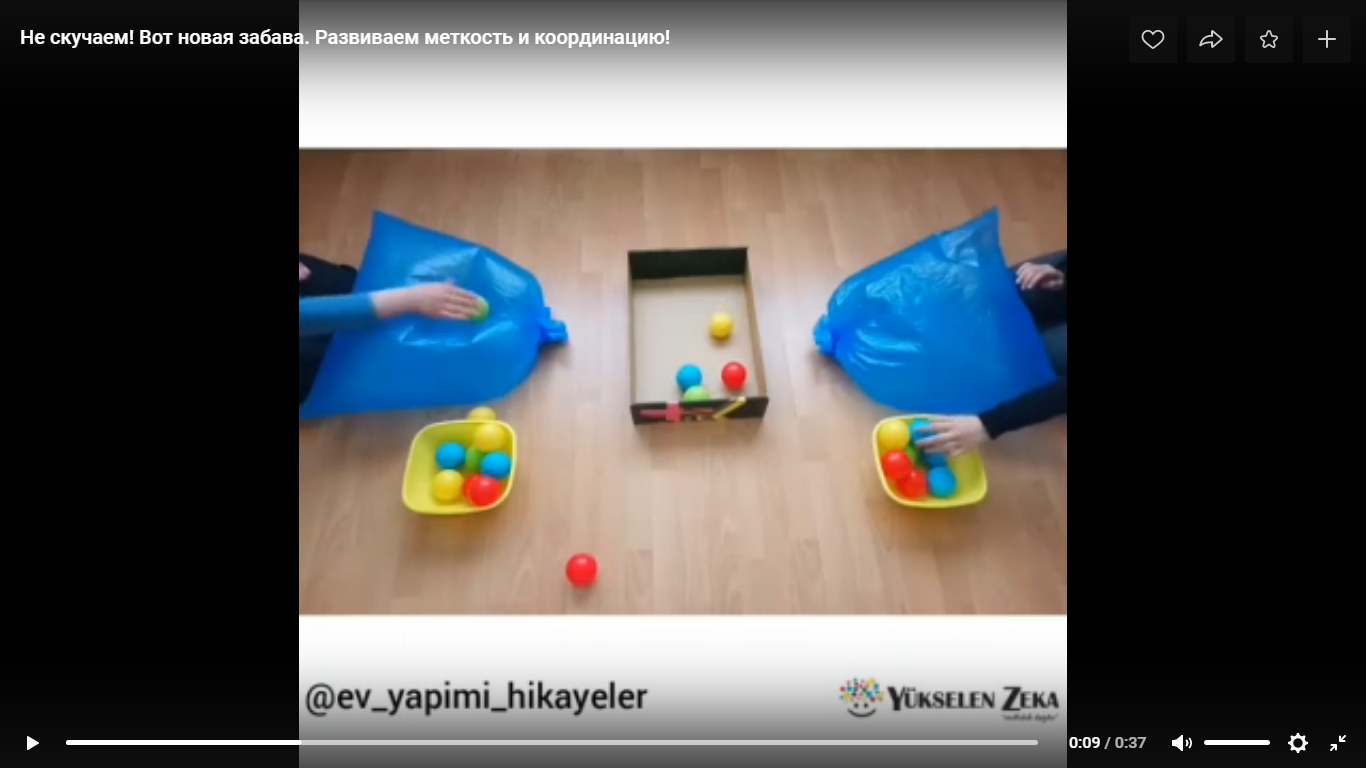 Не скучаем! Вот новая забава. Развиваем меткость и координацию!
@ev_yapimi_hikayeler
YÜKSELEN ZEKA
0:09 / 0:37